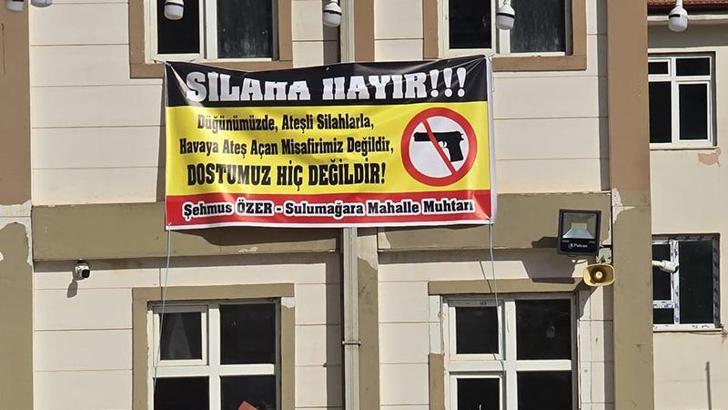 SİLAHA HAYIR!!!
Düğünümüzde, Ateşli Silahlarla,
Havaya Ateş Açan Misafirimiz Değildir,
DOSTUMUZ HİÇ DEĞİLDİR!
Şehmus ÖZER - Sulumağara Mahalle Muhtarı